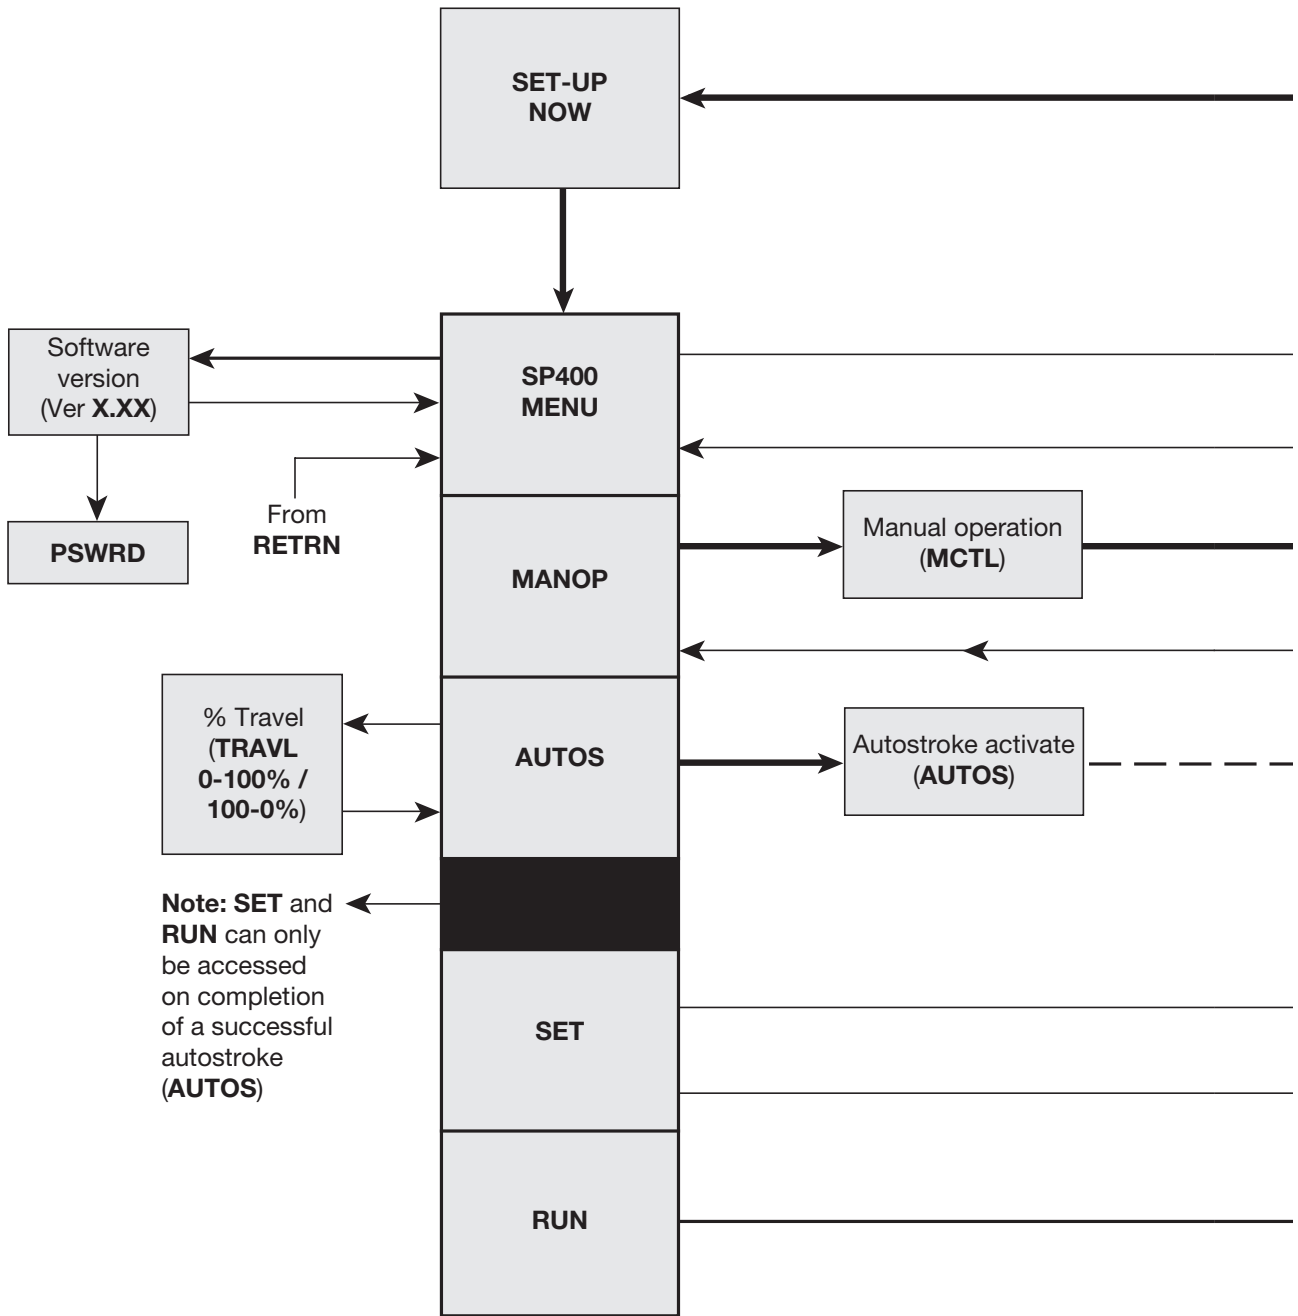 SET-UP
NOW
Software
version
(Ver X.XX)
SP400
MENU
From
RETRN
PSWRD
MANOP
Manual operation
(MCTL)
% Travel
(TRAVL
0-100% /
100-0%)
AUTOS
Autostroke activate
(AUTOS)
Note: SET and
RUN can only
be accessed
on completion
of a successful
autostroke
(AUTOS)
SET
RUN